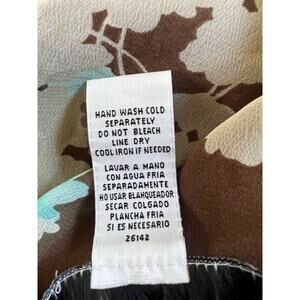 HAND WASH COLD
SEPARATELY
DO NOT BLEACH
LINE DRY
COOL IRON IF NEEDED
LAVAR A MANO
CON AGUA FRIA
SEPARADAMENTE
NO USAR BLANQUEADOR
SECAR COLGADO
PLANCHA FRIA
SI ES NECESARIO
26142